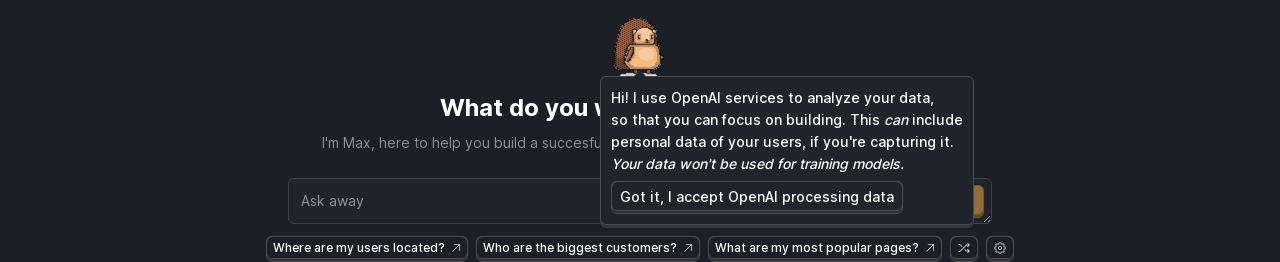 What do you
I'm Max, here to help you build a
Hi! I use OpenAI services to analyze your data,
so that you can focus on building. This can include
personal data of your users, if you're capturing it.
Your data won't be used for training models.
Got it, I accept OpenAI processing data
Ask away
Where are my users located?
Who are the biggest customers?
What are my most popular pages?